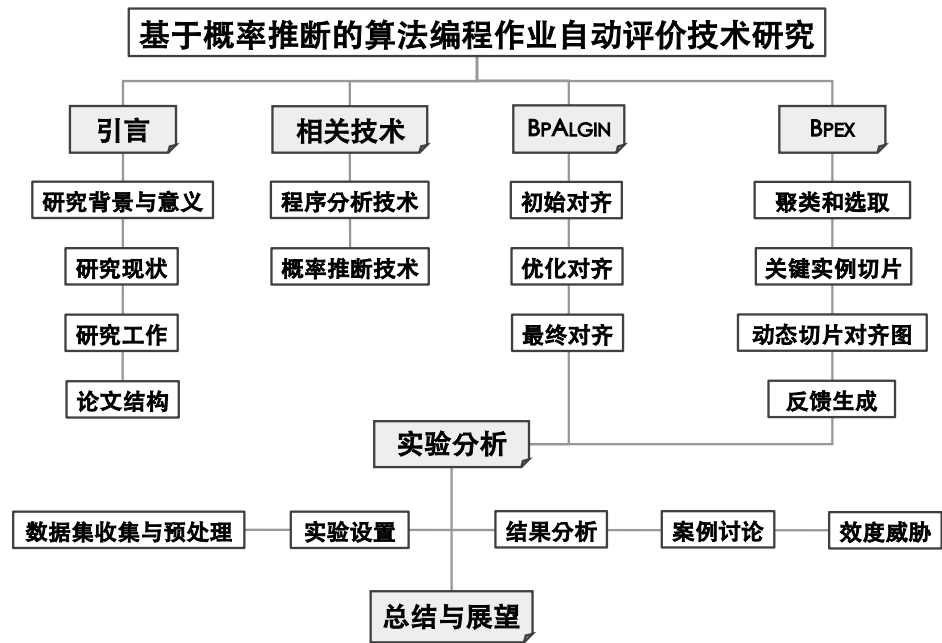 基于概率推断的算法编程作业自动评价技术研究
引言
相关技术
BPALGIN
BPEX
研究背景与意义
程序分析技术
初始对齐
聚类和选取
研究现状
概率推断技术
优化对齐
关键实例切片
研究工作
最终对齐
动态切片对齐图
论文结构
反馈生成
实验分析
数据集收集与预处理
实验设置
结果分析
案例讨论
效度威胁
总结与展望